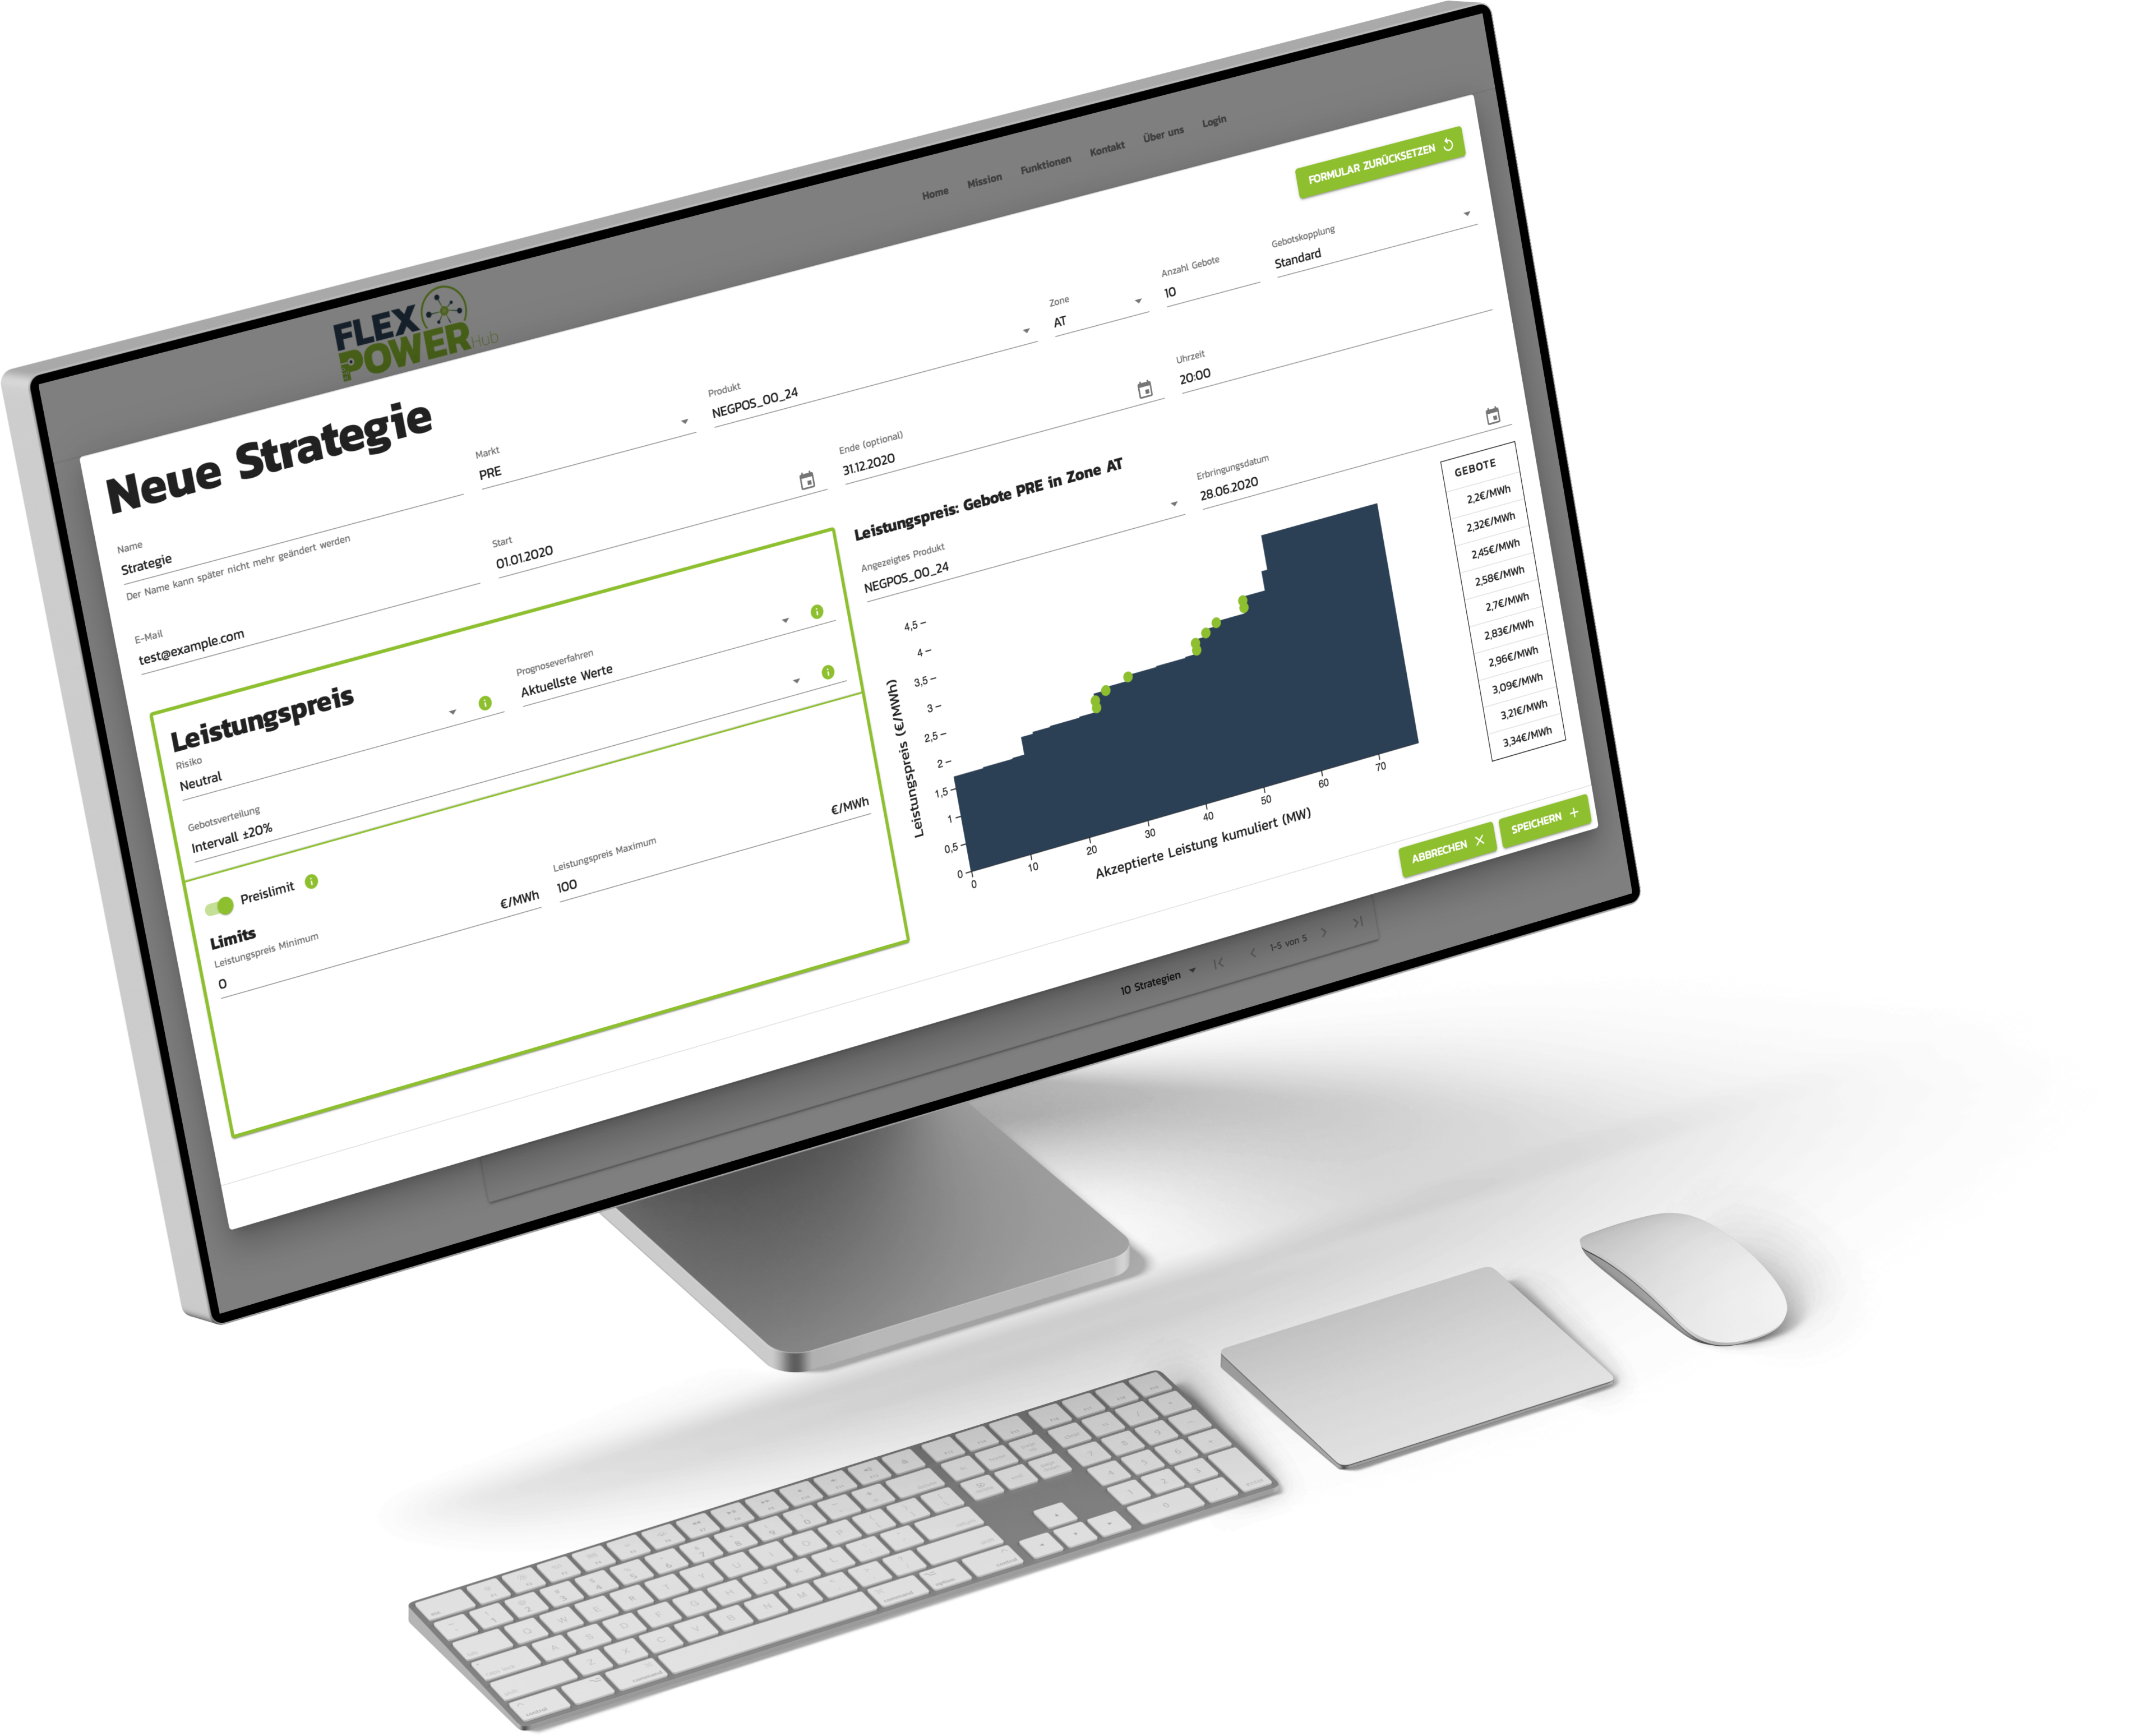 Home
Mission
Funktionen
Kontakt
Über uns
Login
FLEX
POWER Hub
FORMULAR ZURÜCKSETZEN
Neue Strategie
Name
Strategie
Der Name kann später nicht mehr geändert werden
Markt
PRE
Produkt
NEGPOS_00_24
Zone
AT
Anzahl Gebote
10
Gebotskopplung
Standard
E-Mail
test@example.com
Start
01.01.2020
Ende (optional)
31.12.2020
Uhrzeit
20:00
Leistungspreis
Risiko
Neutral
Prognoseverfahren
Aktuellste Werte
Gebotsverteilung
Intervall ±20%
Preislimit
Limits
Leistungspreis Minimum
0
€/MWh
Leistungspreis Maximum
100
€/MWh
Leistungspreis: Gebote PRE in Zone AT
Angezeigtes Produkt
NEGPOS_00_24
Erbringungsdatum
28.06.2020
Leistungspreis (€/MWh)
4,5
4
3,5
3
2,5
2
1,5
1
0,5
0
0
10
20
30
40
50
60
70
Akzeptierte Leistung kumuliert (MW)
GEBOTE
2,2€/MWh
2,32€/MWh
2,45€/MWh
2,58€/MWh
2,7€/MWh
2,83€/MWh
2,96€/MWh
3,09€/MWh
3,21€/MWh
3,34€/MWh
ABBRECHEN
SPEICHERN
10 Strategien
1-5 von 5